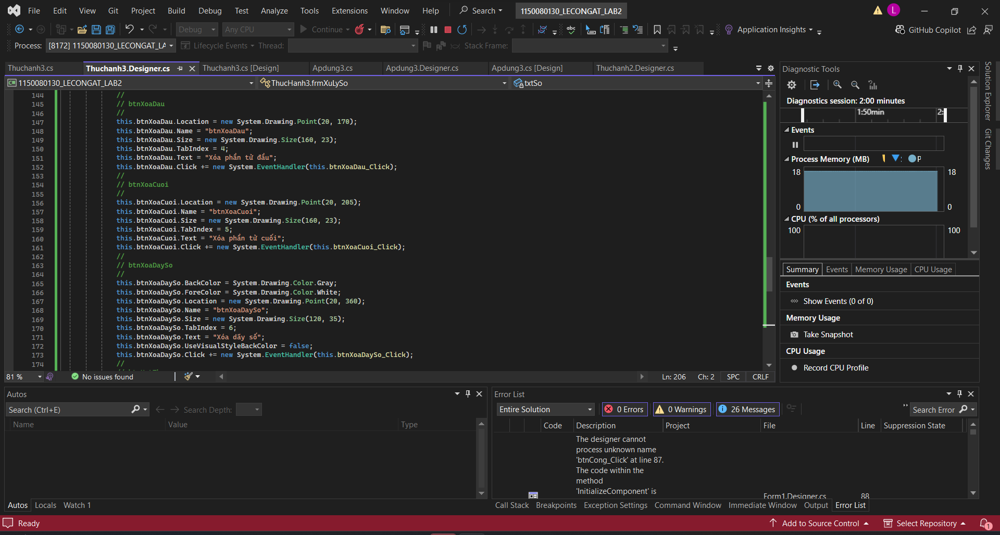 File Edit View Git Project Build Debug Test Analyze Tools Extensions Window Help Search 1150080130_LECONGAT_LAB2 L
Debug Any CPU Continue Application Insights GitHub Copilot
Process: [8172] 1150080130_LECONGAT_LA Lifecycle Events Thread: Stack Frame:
Thuchanh3.cs Thuchanh3.Designer.cs Thuchanh3.cs [Design] Apdung3.cs Apdung3.Designer.cs Apdung3.cs [Design] Thuchanh2.Designer.cs
C# 1150080130_LECONGAT_LAB2 ThucHanh3.frmXuLySo txtSo
144 //
145 // btnXoaDau
146 //
147 this.btnXoaDau.Location = new System.Drawing.Point(20, 170);
148 this.btnXoaDau.Name = "btnXoaDau";
149 this.btnXoaDau.Size = new System.Drawing.Size(160, 23);
150 this.btnXoaDau.TabIndex = 4;
151 this.btnXoaDau.Text = "Xóa phần tử đầu";
152 this.btnXoaDau.Click += new System.EventHandler(this.btnXoaDau_Click);
153 //
154 // btnXoaCuoi
155 //
156 this.btnXoaCuoi.Location = new System.Drawing.Point(20, 205);
157 this.btnXoaCuoi.Name = "btnXoaCuoi";
158 this.btnXoaCuoi.Size = new System.Drawing.Size(160, 23);
159 this.btnXoaCuoi.TabIndex = 5;
160 this.btnXoaCuoi.Text = "Xóa phần tử cuối";
161 this.btnXoaCuoi.Click += new System.EventHandler(this.btnXoaCuoi_Click);
162 //
163 // btnXoaDaySo
164 //
165 this.btnXoaDaySo.BackColor = System.Drawing.Color.Gray;
166 this.btnXoaDaySo.ForeColor = System.Drawing.Color.White;
167 this.btnXoaDaySo.Location = new System.Drawing.Point(20, 360);
168 this.btnXoaDaySo.Name = "btnXoaDaySo";
169 this.btnXoaDaySo.Size = new System.Drawing.Size(120, 35);
170 this.btnXoaDaySo.TabIndex = 6;
171 this.btnXoaDaySo.Text = "Xóa dãy số";
172 this.btnXoaDaySo.UseVisualStyleBackColor = false;
173 this.btnXoaDaySo.Click += new System.EventHandler(this.btnXoaDaySo_Click);
174 //
81 % No issues found Ln: 206 Ch: 2 SPC CRLF
Diagnostic Tools
Diagnostics session: 2:00 minutes
1:50min 2:
Events
Process Memory (MB) P
18 18
0 0
CPU (% of all processors)
100 100
Summary Events Memory Usage CPU Usage
Events
Show Events (0 of 0)
Memory Usage
Take Snapshot
CPU Usage
Record CPU Profile
Solution Explorer
Git Changes
Autos
Search (Ctrl+E) Search Depth:
Name Value Type
Autos Locals Watch 1
Error List
Entire Solution 0 Errors 0 Warnings 26 Messages Search Error
Code Description Project File Line Suppression State
The designer cannot
process unknown name
'btnCong_Click' at line 87.
The code within the
method
'InitializeComponent' is
Form1.Designer.cs 88
Call Stack Breakpoints Exception Settings Command Window Immediate Window Output Error List
Ready Add to Source Control Select Repository 1